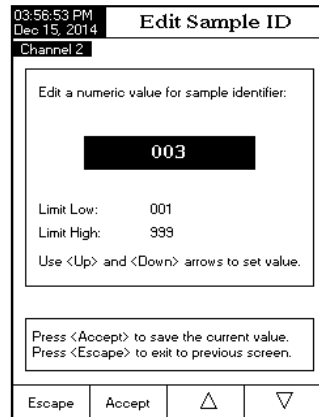 03:56:53 PM
Dec 15, 2014
Edit Sample ID
Channel 2
Edit a numeric value for sample identifier:
003
Limit Low: 001
Limit High: 999
Use <Up> and <Down> arrows to set value.
Press <Accept> to save the current value.
Press <Escape> to exit to previous screen.
Escape Accept △ ▽